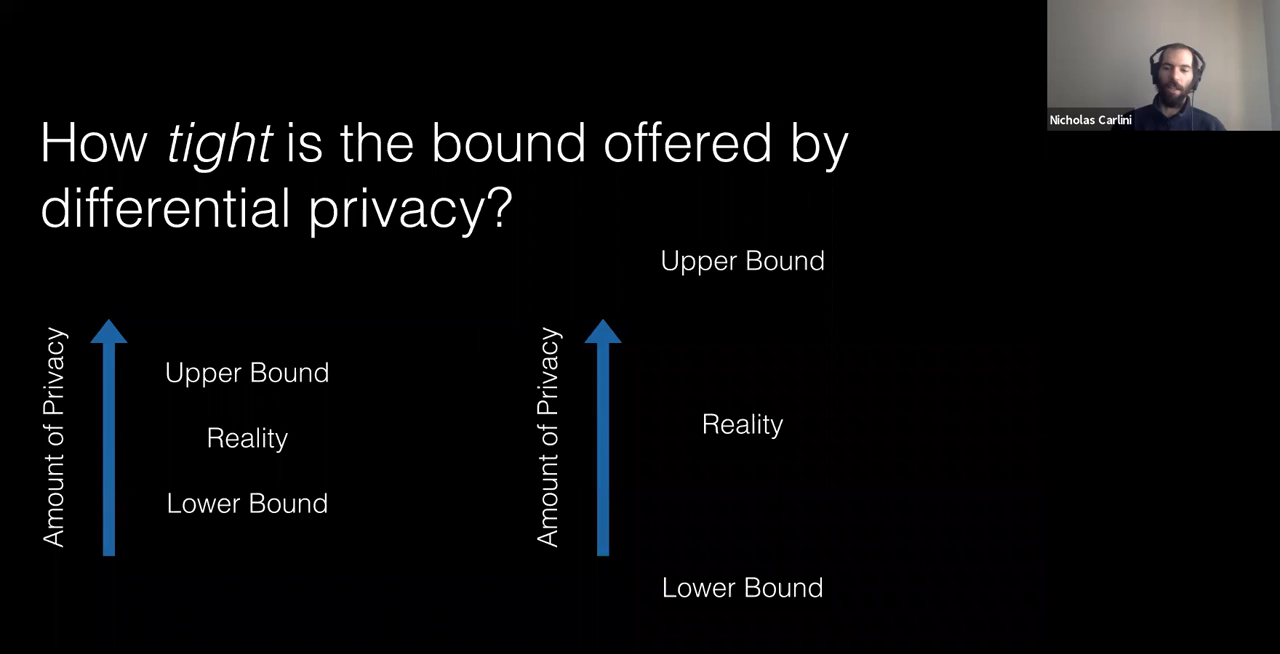 How tight is the bound offered by
differential privacy?
Nicholas Carlini
Amount of Privacy
Upper Bound
Reality
Lower Bound
Amount of Privacy
Upper Bound
Reality
Lower Bound